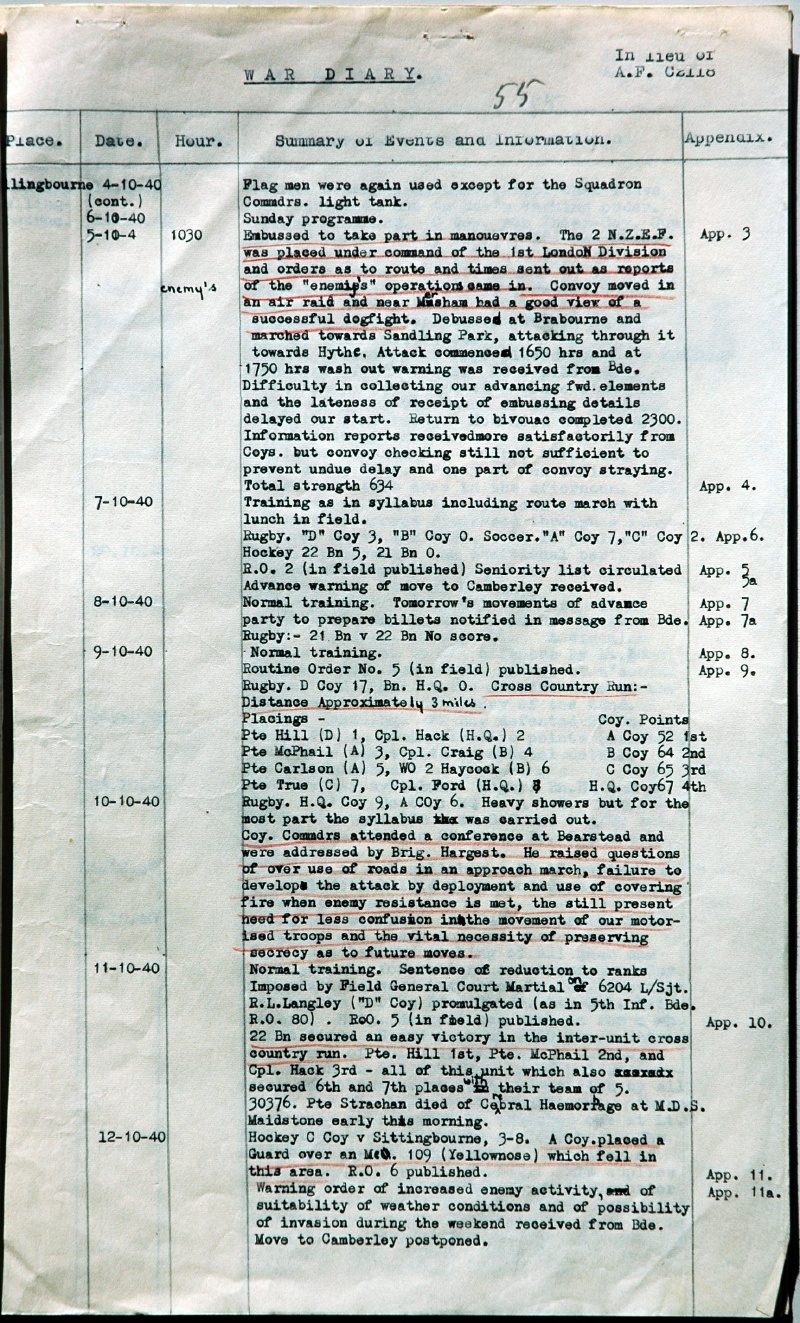 In lieu of
WAR DIARY.
A.F. C2118
55
Place. Date. Hour. Summary of Events and Information. Appendix.
llingbourne 4-10-40 Flag men were again used except for the Squadron
(cont.) Commdrs. light tank.
6-10-40 Sunday programme.
5-10-4 1030 Embussed to take part in manouevres. The 2 N.Z.E.F. App. 3
was placed under command of the 1st London Division
and orders as to route and times sent out as reports
enemy's of the "enemy's" operations came in. Convoy moved in
an air raid and near Mersham had a good view of a
successful dogfight. Debussed at Brabourne and
marched towards Sandling Park, attacking through it
towards Hythe. Attack commenced 1650 hrs and at
1750 hrs wash out warning was received from Bde.
Difficulty in collecting our advancing fwd. elements
and the lateness of receipt of embussing details
delayed our start. Return to bivouac completed 2300.
Information reports receivedmore satisfactorily from
Coys. but convoy checking still not sufficient to
prevent undue delay and one part of convoy straying.
Total strength 634 App. 4.
7-10-40 Training as in syllabus including route march with
lunch in field.
Rugby. "D" Coy 3, "B" Coy 0. Soccer."A" Coy 7,"C" Coy 2. App.6.
Hockey 22 Bn 5, 21 Bn 0.
R.O. 2 (in field published) Seniority list circulated App. 5
Advance warning of move to Camberley received. 5a
8-10-40 Normal training. Tomorrow's movements of advance App. 7
party to prepare billets notified in message from Bde. App. 7a
Rugby:- 21 Bn v 22 Bn No score.
9-10-40 Normal training. App. 8.
Routine Order No. 5 (in field) published. App. 9.
Rugby. D Coy 17, Bn. H.Q. 0. Cross Country Run:-
Distance Approximately 3 miles.
Placings - Coy. Points
Pte Hill (D) 1, Cpl. Hack (H.Q.) 2 A Coy 52 1st
Pte McPhail (A) 3, Cpl. Craig (B) 4 B Coy 64 2nd
Pte Carlson (A) 5, WO 2 Haycock (B) 6 C Coy 65 3rd
Pte True (C) 7, Cpl. Ford (H.Q.) 8 H.Q. Coy67 4th
10-10-40 Rugby. H.Q. Coy 9, A COy 6. Heavy showers but for the
most part the syllabus was carried out.
Coy. Commdrs attended a conference at Bearstead and
were addressed by Brig. Hargest. He raised questions
of over use of roads in an approach march, failure to
develop the attack by deployment and use of covering
fire when enemy resistance is met, the still present
need for less confusion in the movement of our motor-
ised troops and the vital necessity of preserving
secrecy as to future moves.
11-10-40 Normal training. Sentence of reduction to ranks
Imposed by Field General Court Martial on 6204 L/Sjt.
R.L.Langley ("D" Coy) promulgated (as in 5th Inf. Bde.
R.O. 80) . RoO. 5 (in field) published. App. 10.
22 Bn secured an easy victory in the inter-unit cross
country run. Pte. Hill 1st, Pte. McPhail 2nd, and
Cpl. Hack 3rd - all of this unit which also
secured 6th and 7th places with their team of 5.
30376. Pte Strachan died of Cebral Haemorrage at M.D.S.
Maidstone early this morning.
12-10-40 Hockey C Coy v Sittingbourne, 3-8. A Coy.placed a
Guard over an Me. 109 (Yellownose) which fell in
this area. R.O. 6 published. App. 11.
Warning order of increased enemy activity, of App. 11a.
suitability of weather conditions and of possibility
of invasion during the weekend received from Bde.
Move to Camberley postponed.